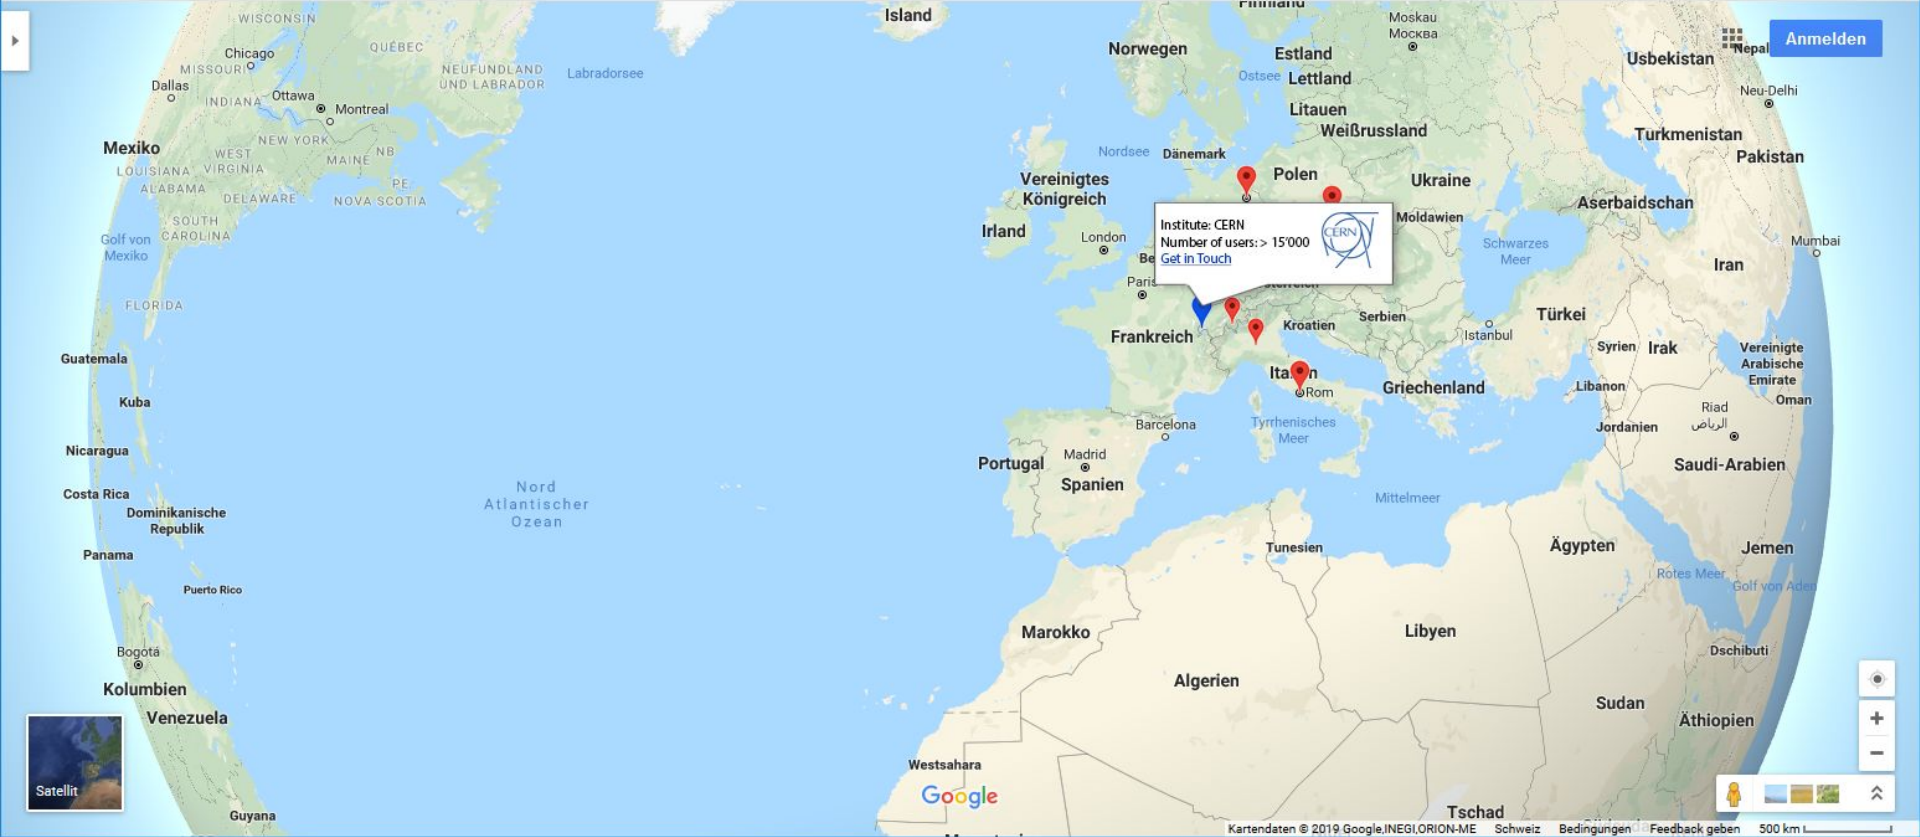 Island
Finnland
Moskau
Москва
WISCONSIN
Chicago
QUÉBEC
Norwegen
Estland
Usbekistan
Nepal
Anmelden
MISSOURI
NEUFUNDLAND
UND LABRADOR
Labradorsee
Ostsee
Lettland
Dallas
INDIANA
Ottawa
Montreal
Litauen
Neu-Delhi
Weißrussland
Turkmenistan
Mexiko
NEW YORK
WEST
VIRGINIA
MAINE
NB
Nordsee
Dänemark
Pakistan
LOUISIANA
ALABAMA
DELAWARE
PE
NOVA SCOTIA
Vereinigtes
Königreich
Polen
Ukraine
Aserbaidschan
SOUTH
CAROLINA
Golf von
Mexiko
Irland
London
Institute: CERN
Number of users: > 15'000
Get in Touch
CERN
Moldawien
Schwarzes
Meer
Mumbai
Iran
Be
Paris
Österreich
FLORIDA
Frankreich
Kroatien
Serbien
Istanbul
Türkei
Syrien
Irak
Vereinigte
Arabische
Emirate
Guatemala
Italien
Rom
Griechenland
Libanon
Oman
Kuba
Riad
الرياض
Barcelona
Tyrrhenisches
Meer
Jordanien
Nicaragua
Portugal
Madrid
Spanien
Saudi-Arabien
Costa Rica
Nord
Atlantischer
Ozean
Mittelmeer
Dominikanische
Republik
Panama
Tunesien
Ägypten
Jemen
Puerto Rico
Rotes Meer
Golf von Aden
Marokko
Libyen
Bogotá
Dschibuti
Kolumbien
Algerien
Venezuela
Sudan
Äthiopien
Satellit
Westsahara
Google
Guyana
Tschad
Kartendaten © 2019 Google,INEGI,ORION-ME Schweiz Bedingungen Feedback geben 500 km